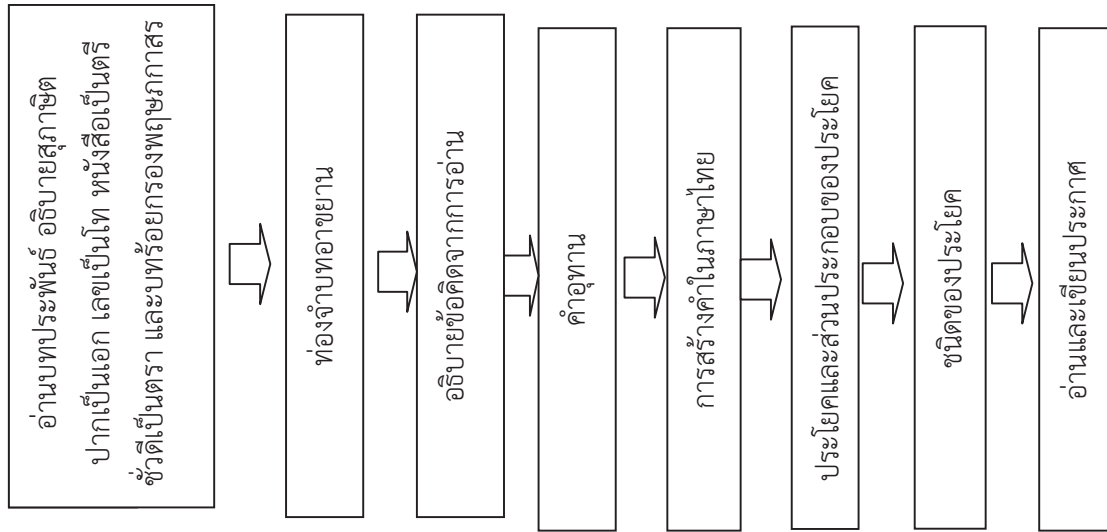 อ่านบทประพันธ์ อธิบายสุภาษิต
ปากเป็นเอก เลขเป็นโท หนังสือเป็นตรี
ชั่วดีเป็นตรา และบทร้อยกรองพฤษภกาสร
ท่องจำบทอาขยาน
อธิบายข้อคิดจากการอ่าน
คำอุทาน
การสร้างคำในภาษาไทย
ประโยคและส่วนประกอบของประโยค
ชนิดของประโยค
อ่านและเขียนประกาศ